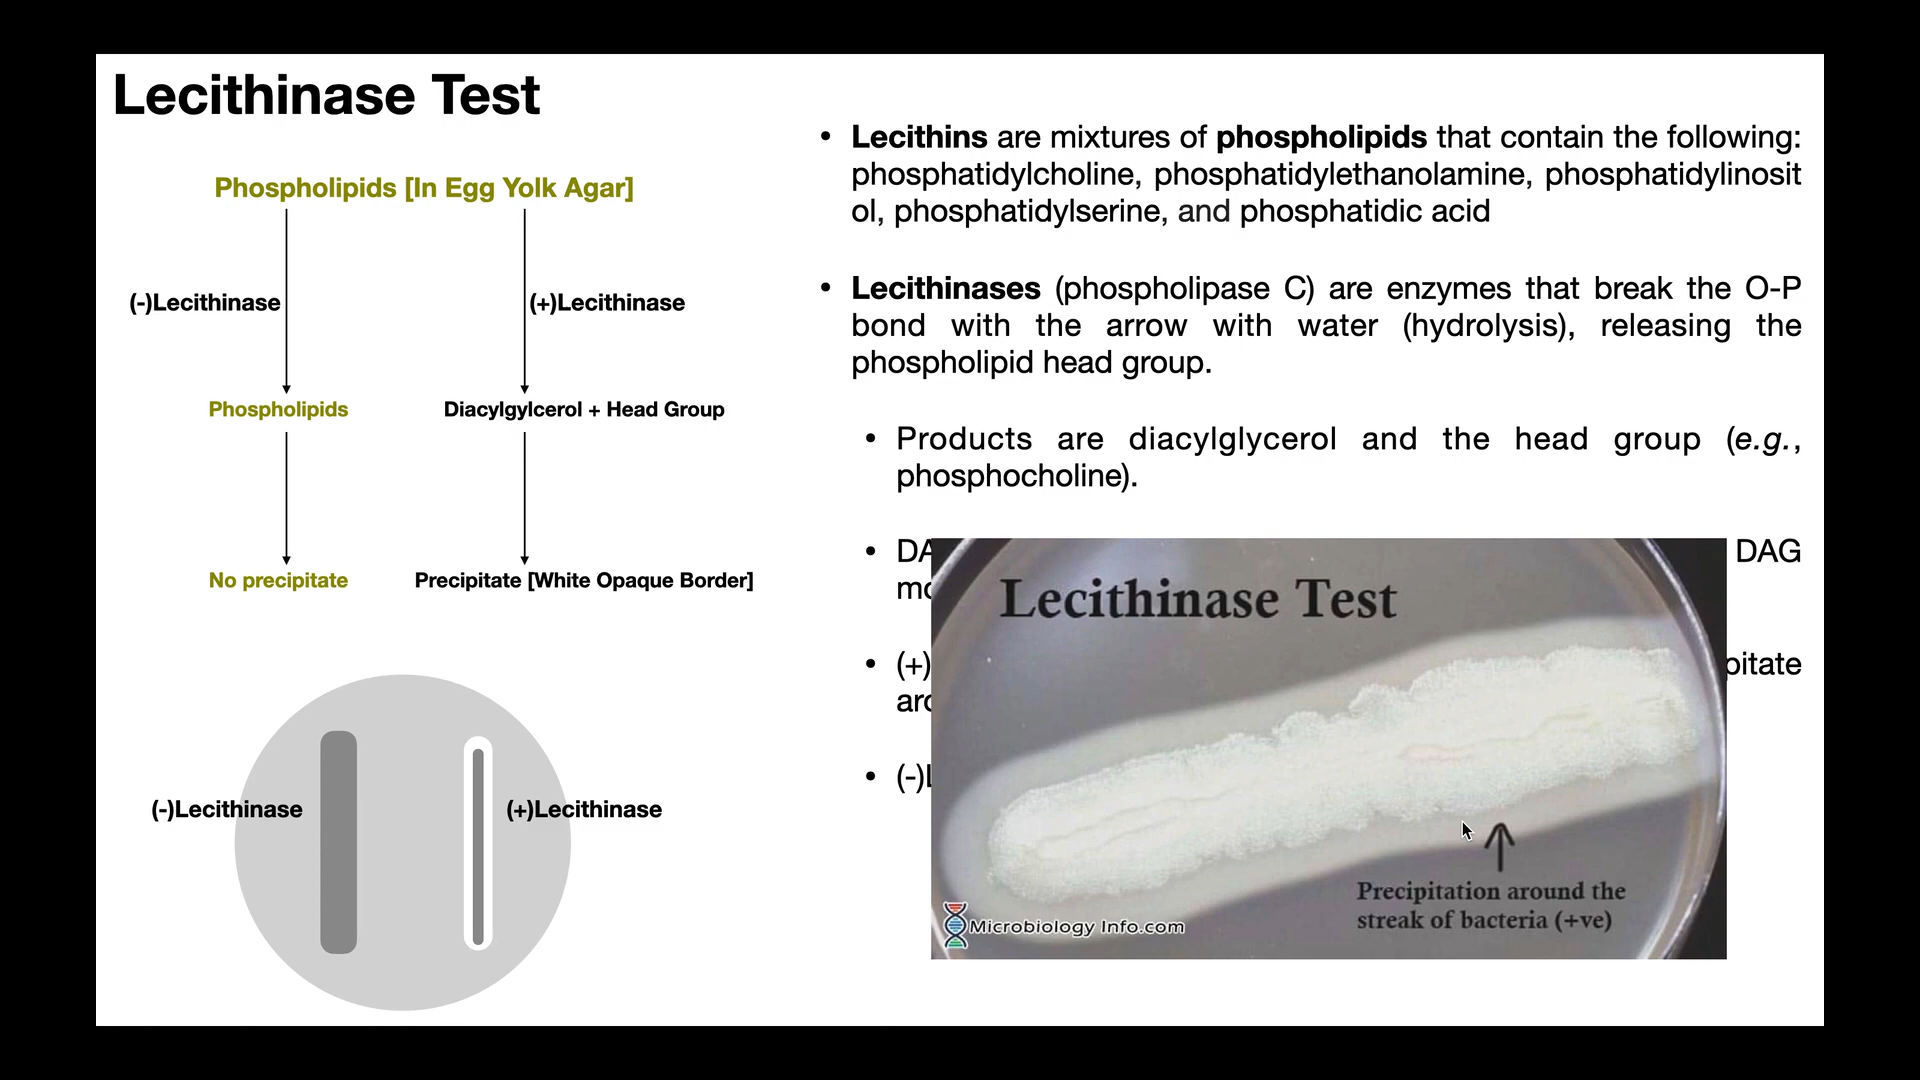 Lecithinase Test
Phospholipids [In Egg Yolk Agar]
(-)Lecithinase
(+)Lecithinase
Phospholipids
Diacylgylcerol + Head Group
No precipitate
Precipitate [White Opaque Border]
(-)Lecithinase
(+)Lecithinase
• Lecithins are mixtures of phospholipids that contain the following:
phosphatidylcholine, phosphatidylethanolamine, phosphatidylinosit
ol, phosphatidylserine, and phosphatidic acid
• Lecithinases (phospholipase C) are enzymes that break the O-P
bond with the arrow with water (hydrolysis), releasing the
phospholipid head group.
• Products are diacylglycerol and the head group (e.g.,
phosphocholine).
• DAG
• (+)
• (-)
Lecithinase Test
Precipitation around the
streak of bacteria (+ve)
Microbiology Info.com